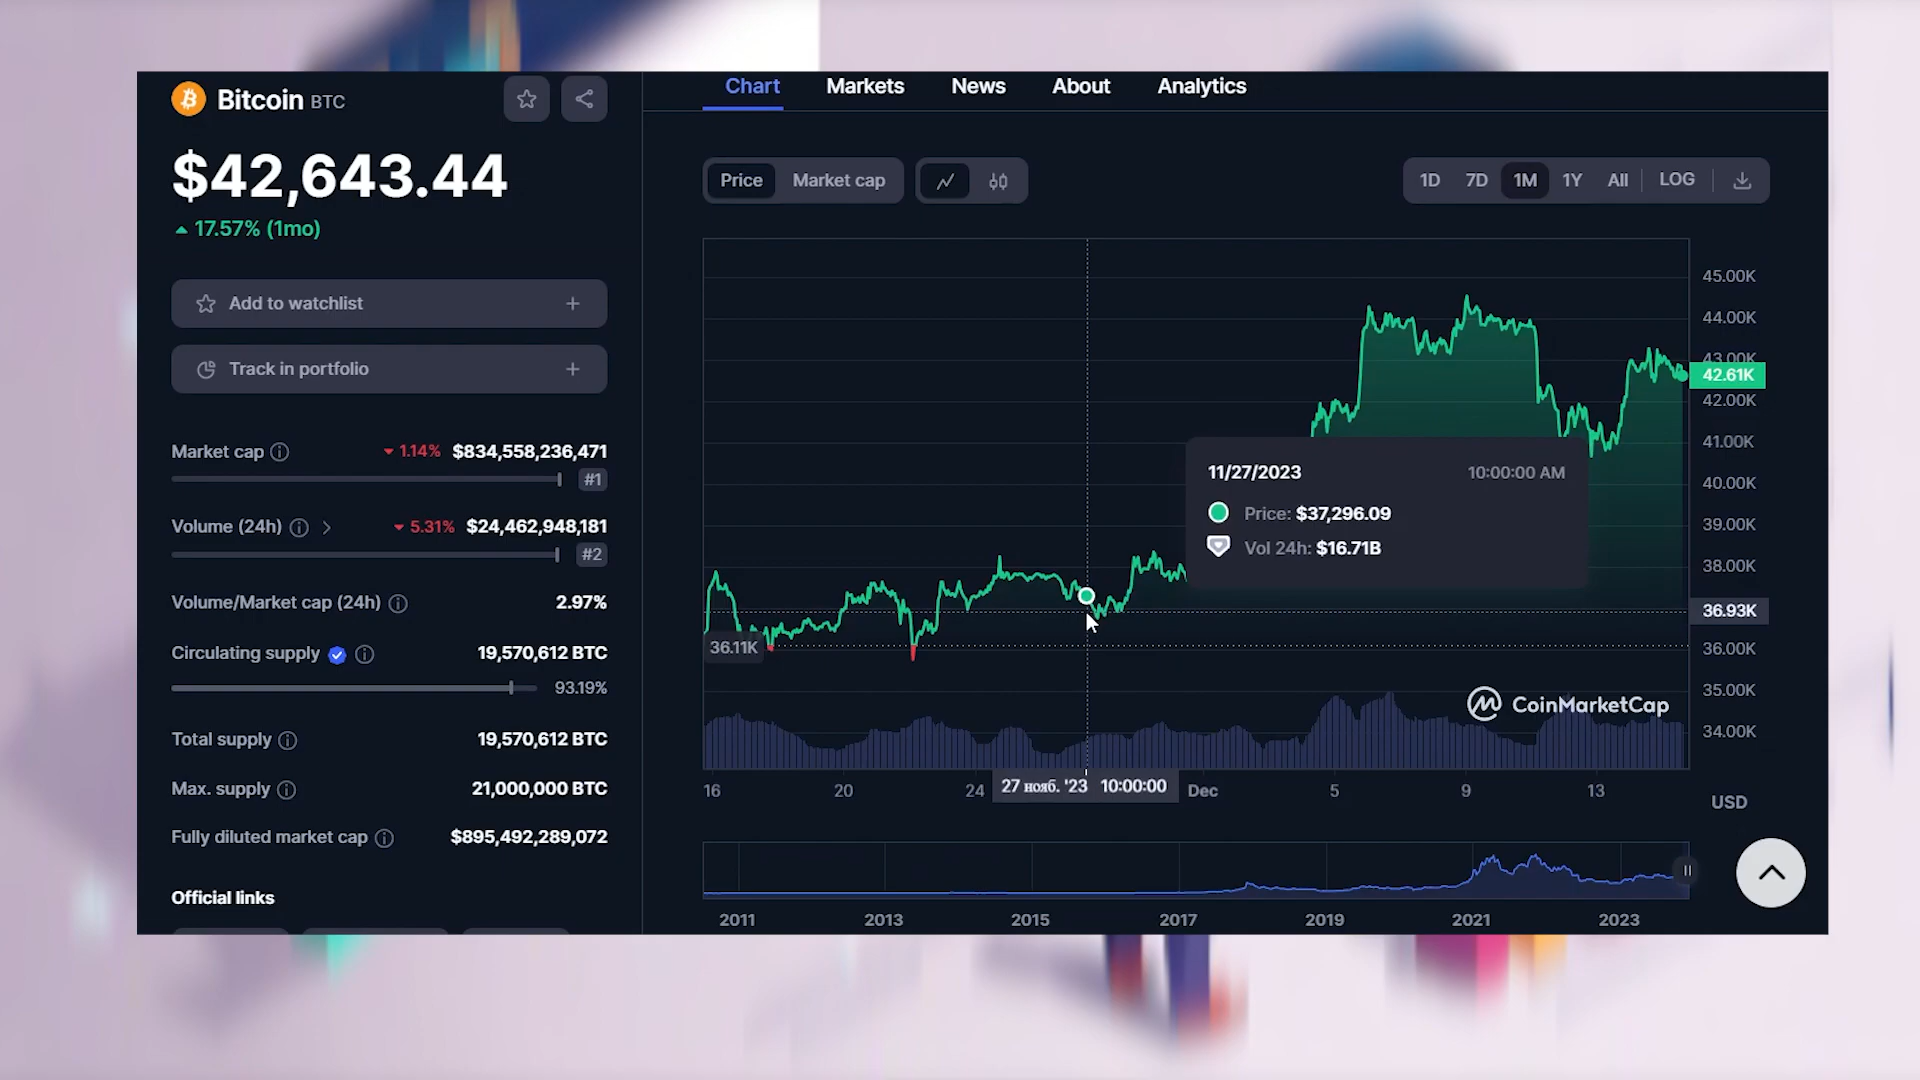 Bitcoin BTC
$42,643.44
17.57% (1mo)
Add to watchlist
Track in portfolio
Market cap 1.14% $834,558,236,471
#1
Volume (24h) 5.31% $24,462,948,181
#2
Volume/Market cap (24h) 2.97%
Circulating supply 19,570,612 BTC
93.19%
Total supply 19,570,612 BTC
Max. supply 21,000,000 BTC
Fully diluted market cap $895,492,289,072
Official links
Chart Markets News About Analytics
Price Market cap
1D 7D 1M 1Y All LOG
45.00K
44.00K
43.00K
42.61K
42.00K
41.00K
40.00K
39.00K
38.00K
36.93K
36.00K
35.00K
34.00K
11/27/2023 10:00:00 AM
Price: $37,296.09
Vol 24h: $16.71B
36.11K
CoinMarketCap
16 20 24 27 нояб. '23 10:00:00 Dec 5 9 13
USD
2011 2013 2015 2017 2019 2021 2023